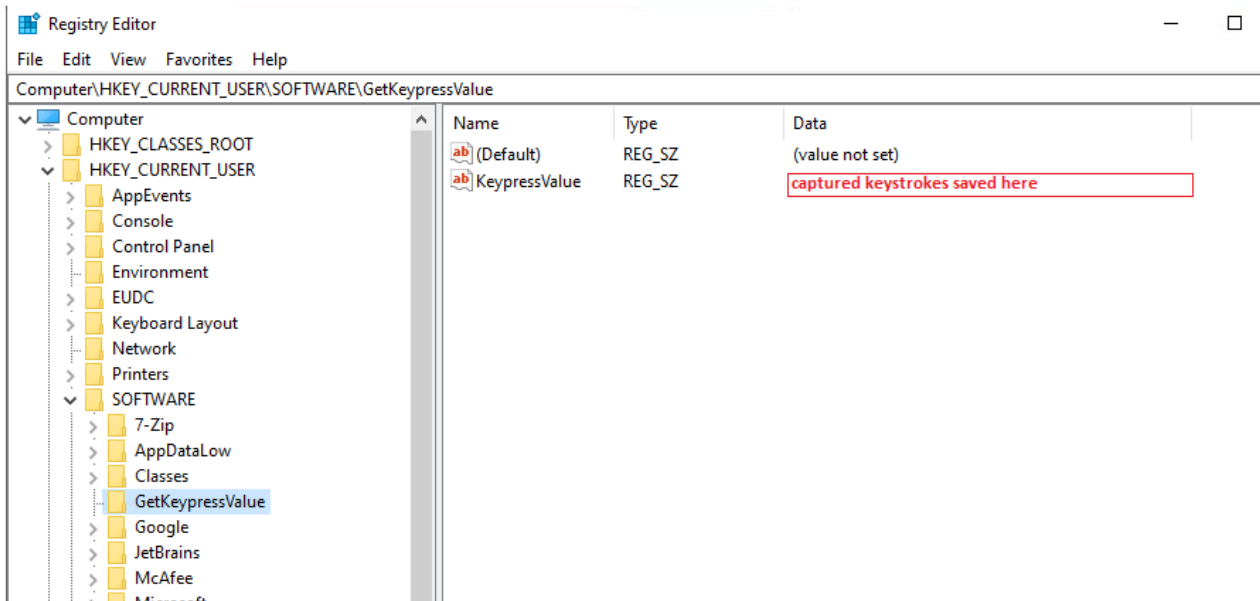 Registry Editor
File Edit View Favorites Help
Computer\HKEY_CURRENT_USER\SOFTWARE\GetKeypressValue
Computer
HKEY_CLASSES_ROOT
HKEY_CURRENT_USER
AppEvents
Console
Control Panel
Environment
EUDC
Keyboard Layout
Network
Printers
SOFTWARE
7-Zip
AppDataLow
Classes
GetKeypressValue
Google
JetBrains
McAfee
Name Type Data
ab (Default) REG_SZ (value not set)
ab KeypressValue REG_SZ captured keystrokes saved here